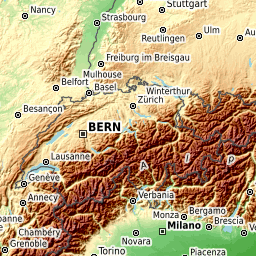 Stuttgart
Nancy
Strasbourg
Reutlingen
Ulm
Au
Freiburg im Breisgau
Mulhouse
Belfort
Basel
Winterthur
Zürich
Besançon
BERN
Lausanne
A l p
Genève
Annecy
Verbania
Bergamo
Monza
Chambéry
Milano
Brescia
Grenoble
Novara
Torino
Piacenza